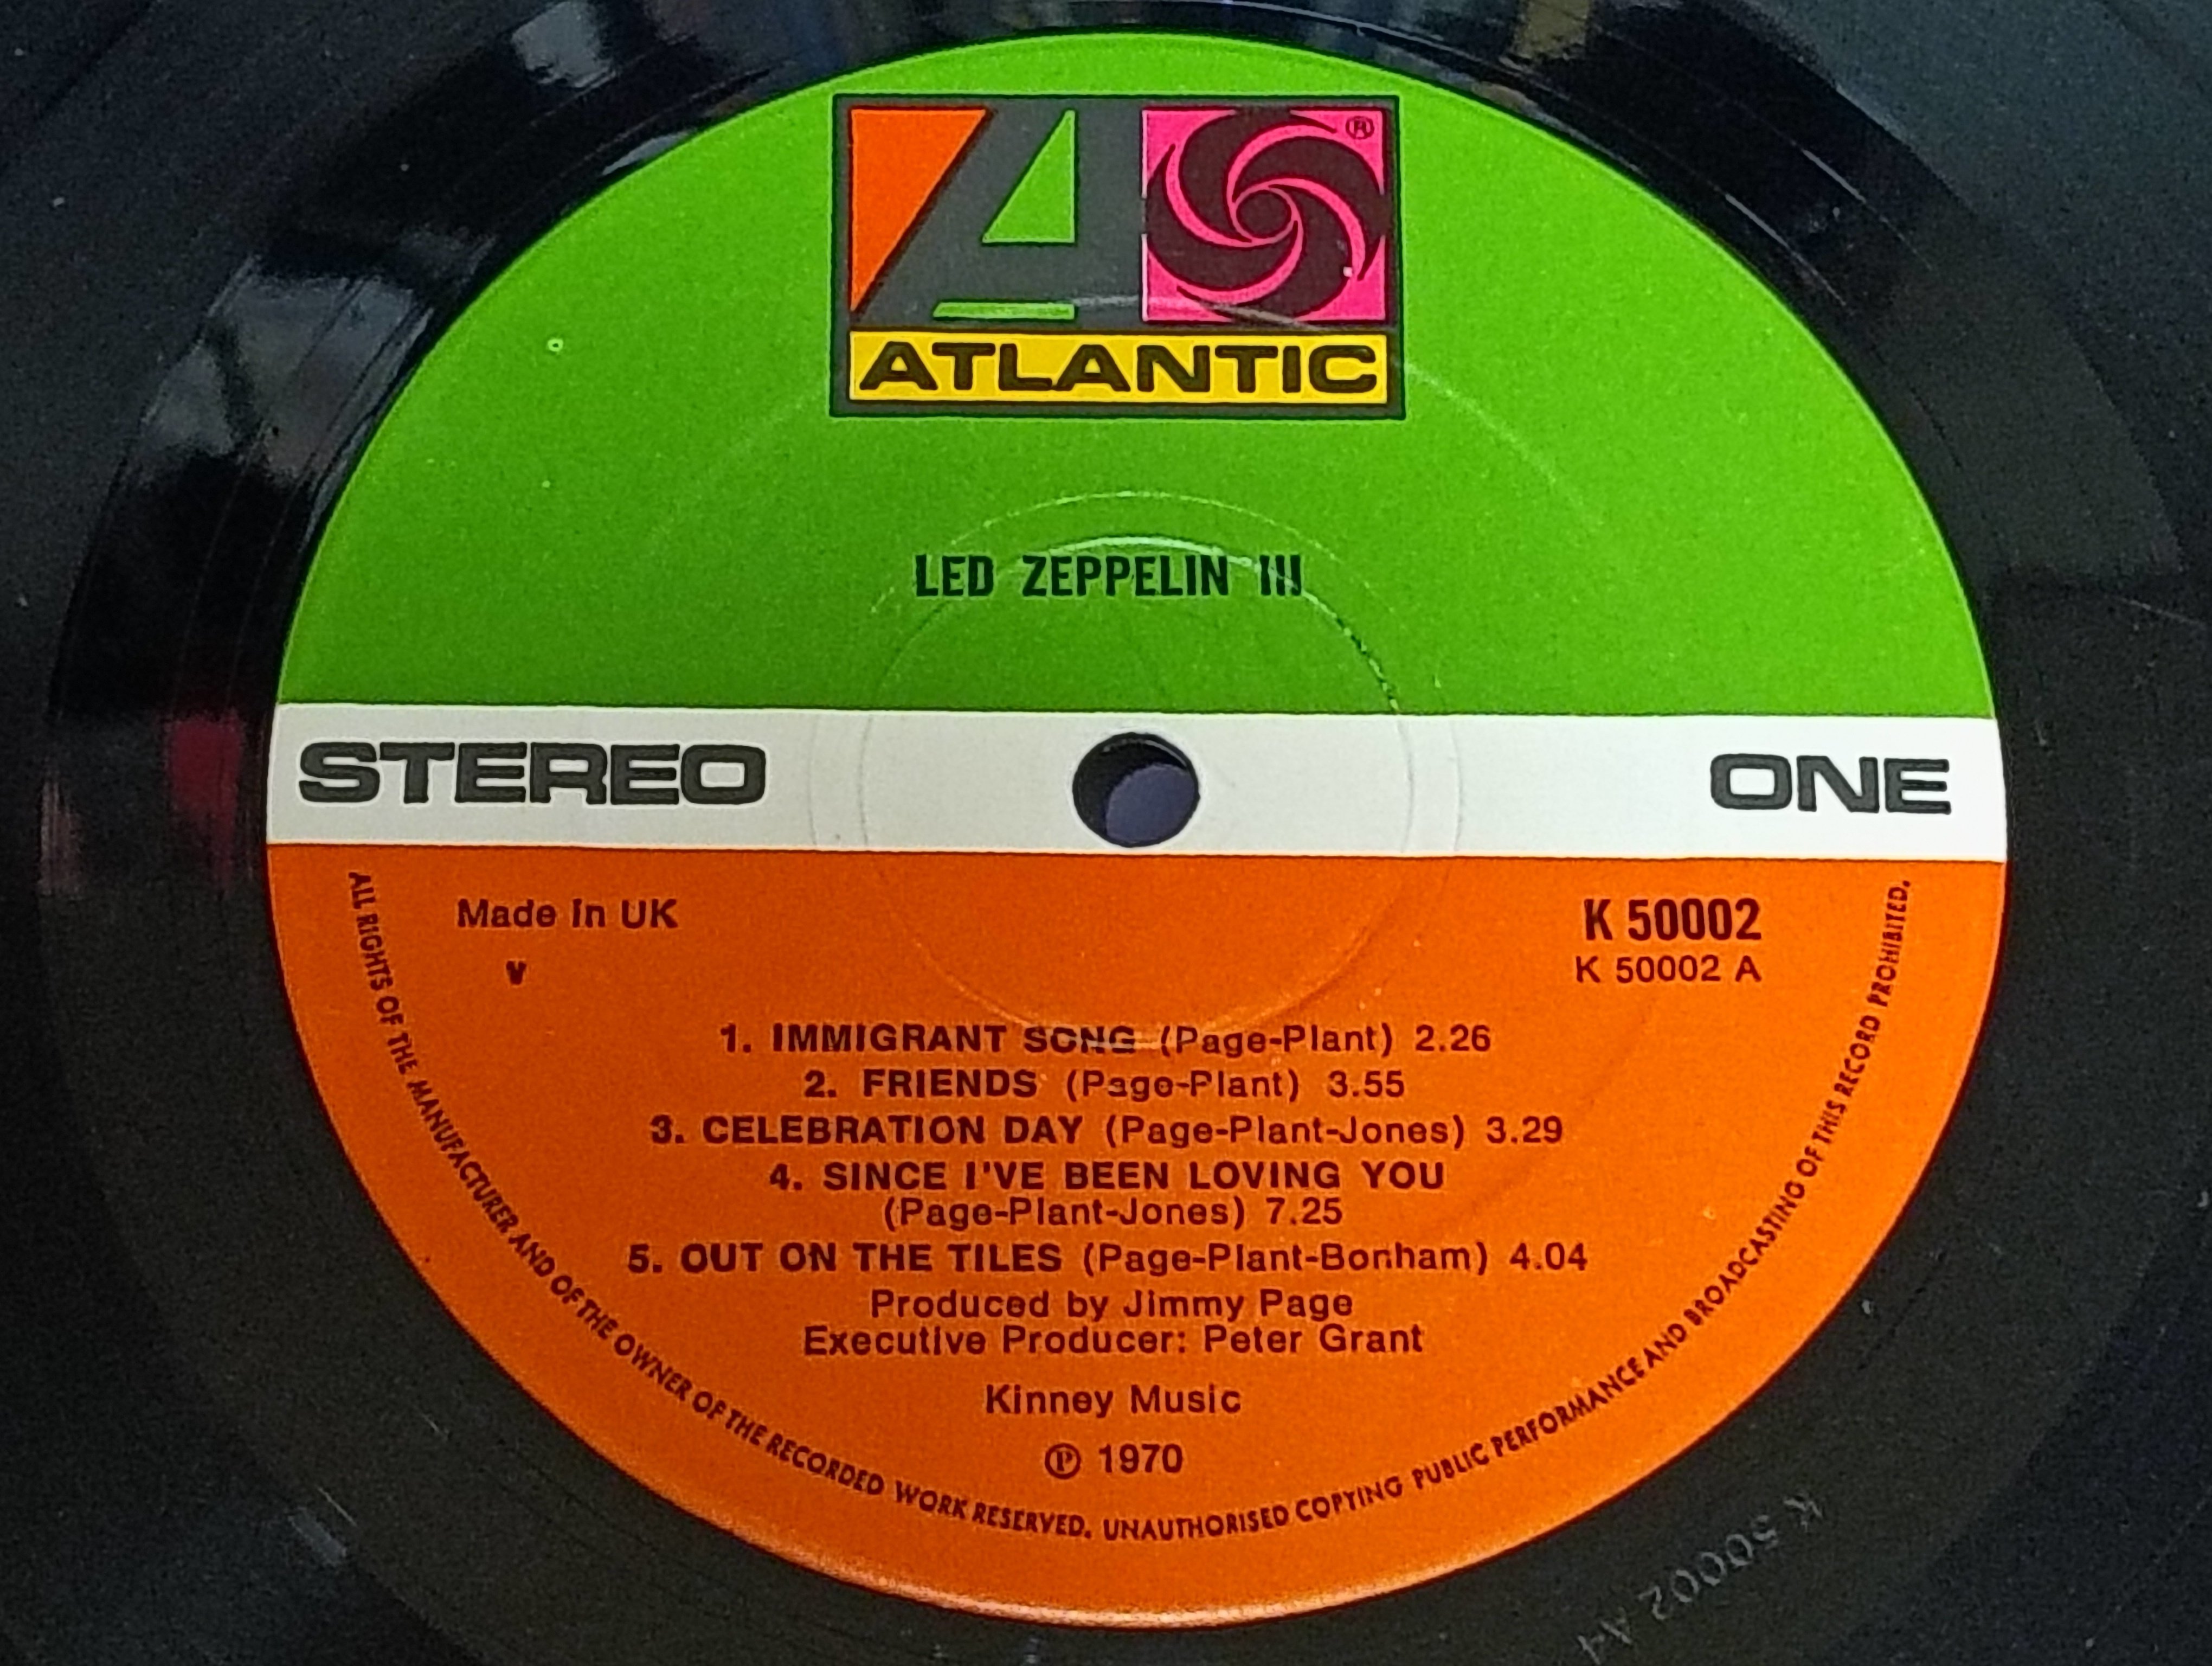 ®
ATLANTIC
LED ZEPPELIN III
STEREO
ONE
Made In UK
K 50002
K 50002 A
1. IMMIGRANT SONG (Page-Plant) 2.26
2. FRIENDS (Page-Plant) 3.55
3. CELEBRATION DAY (Page-Plant-Jones) 3.29
4. SINCE I'VE BEEN LOVING YOU
(Page-Plant-Jones) 7.25
5. OUT ON THE TILES (Page-Plant-Bonham) 4.04
Produced by Jimmy Page
Executive Producer: Peter Grant
Kinney Music
℗ 1970
ALL RIGHTS OF THE MANUFACTURER AND OF THE OWNER OF THE RECORDED WORK RESERVED. UNAUTHORISED COPYING PUBLIC PERFORMANCE AND BROADCASTING OF THIS RECORD PROHIBITED.
K 50002 A4